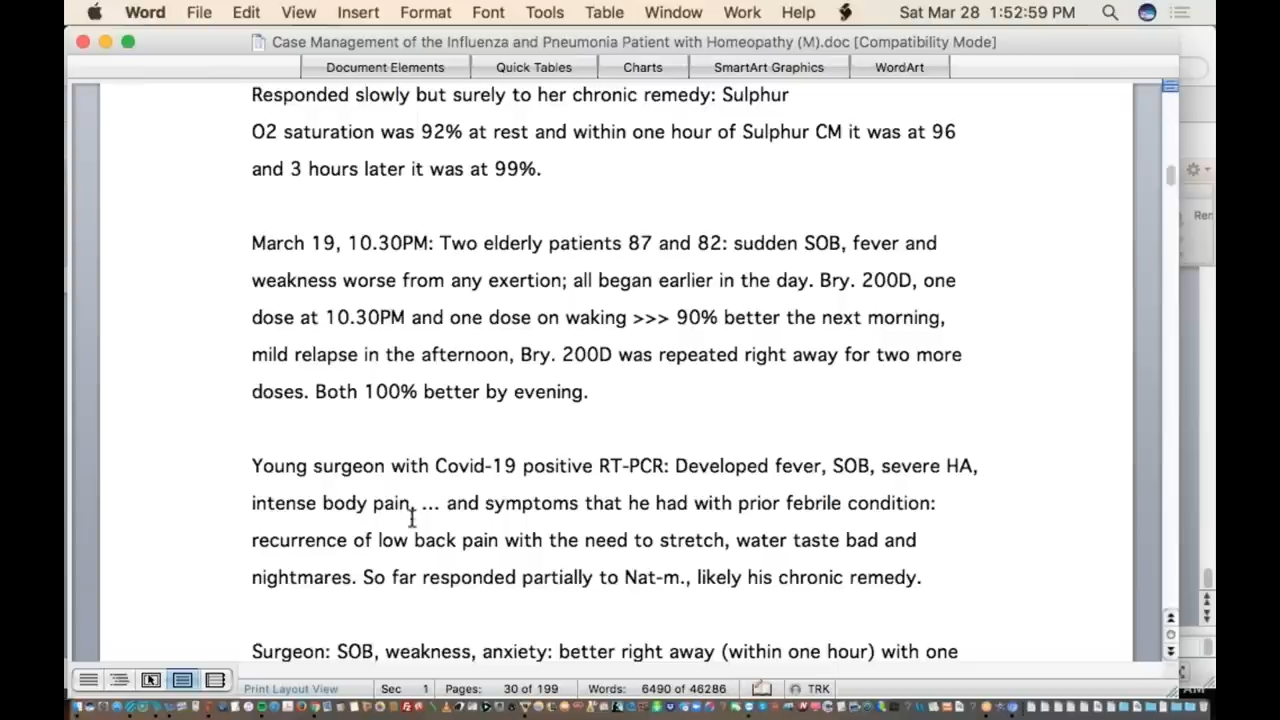 Word File Edit View Insert Format Font Tools Table Window Work Help Sat Mar 28 1:52:59 PM
Case Management of the Influenza and Pneumonia Patient with Homeopathy (M).doc [Compatibility Mode]
Document Elements Quick Tables Charts SmartArt Graphics WordArt
Responded slowly but surely to her chronic remedy: Sulphur
O2 saturation was 92% at rest and within one hour of Sulphur CM it was at 96
and 3 hours later it was at 99%.
March 19, 10.30PM: Two elderly patients 87 and 82: sudden SOB, fever and
weakness worse from any exertion; all began earlier in the day. Bry. 200D, one
dose at 10.30PM and one dose on waking >>> 90% better the next morning,
mild relapse in the afternoon, Bry. 200D was repeated right away for two more
doses. Both 100% better by evening.
Young surgeon with Covid-19 positive RT-PCR: Developed fever, SOB, severe HA,
intense body pain, ... and symptoms that he had with prior febrile condition:
recurrence of low back pain with the need to stretch, water taste bad and
nightmares. So far responded partially to Nat-m., likely his chronic remedy.
Surgeon: SOB, weakness, anxiety: better right away (within one hour) with one
Print Layout View Sec 1 Pages: 30 of 199 Words: 6490 of 46286 TRK